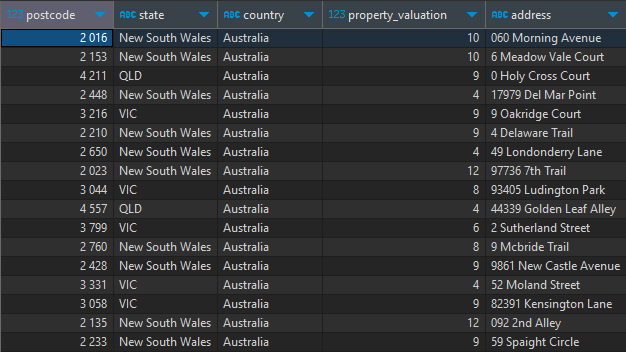 123 postcode ABC state ABC country 123 property_valuation ABC address
2 016 New South Wales Australia 10 060 Morning Avenue
2 153 New South Wales Australia 10 6 Meadow Vale Court
4 211 QLD Australia 9 0 Holy Cross Court
2 448 New South Wales Australia 4 17979 Del Mar Point
3 216 VIC Australia 9 9 Oakridge Court
2 210 New South Wales Australia 9 4 Delaware Trail
2 650 New South Wales Australia 4 49 Londonderry Lane
2 023 New South Wales Australia 12 97736 7th Trail
3 044 VIC Australia 8 93405 Ludington Park
4 557 QLD Australia 4 44339 Golden Leaf Alley
3 799 VIC Australia 6 2 Sutherland Street
2 760 New South Wales Australia 8 9 Mcbride Trail
2 428 New South Wales Australia 9 9861 New Castle Avenue
3 331 VIC Australia 4 52 Moland Street
3 058 VIC Australia 9 82391 Kensington Lane
2 135 New South Wales Australia 12 092 2nd Alley
2 233 New South Wales Australia 9 59 Spaight Circle